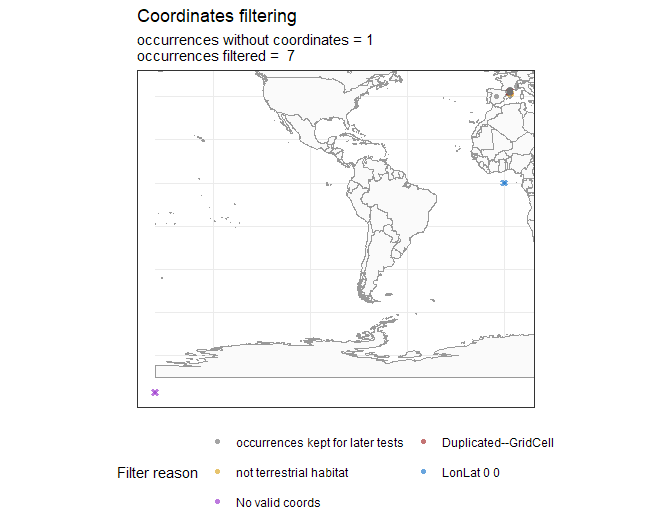 Coordinates filtering
occurrences without coordinates = 1
occurrences filtered = 7
Filter reason
occurrences kept for later tests
Duplicated--GridCell
not terrestrial habitat
LonLat 0 0
No valid coords